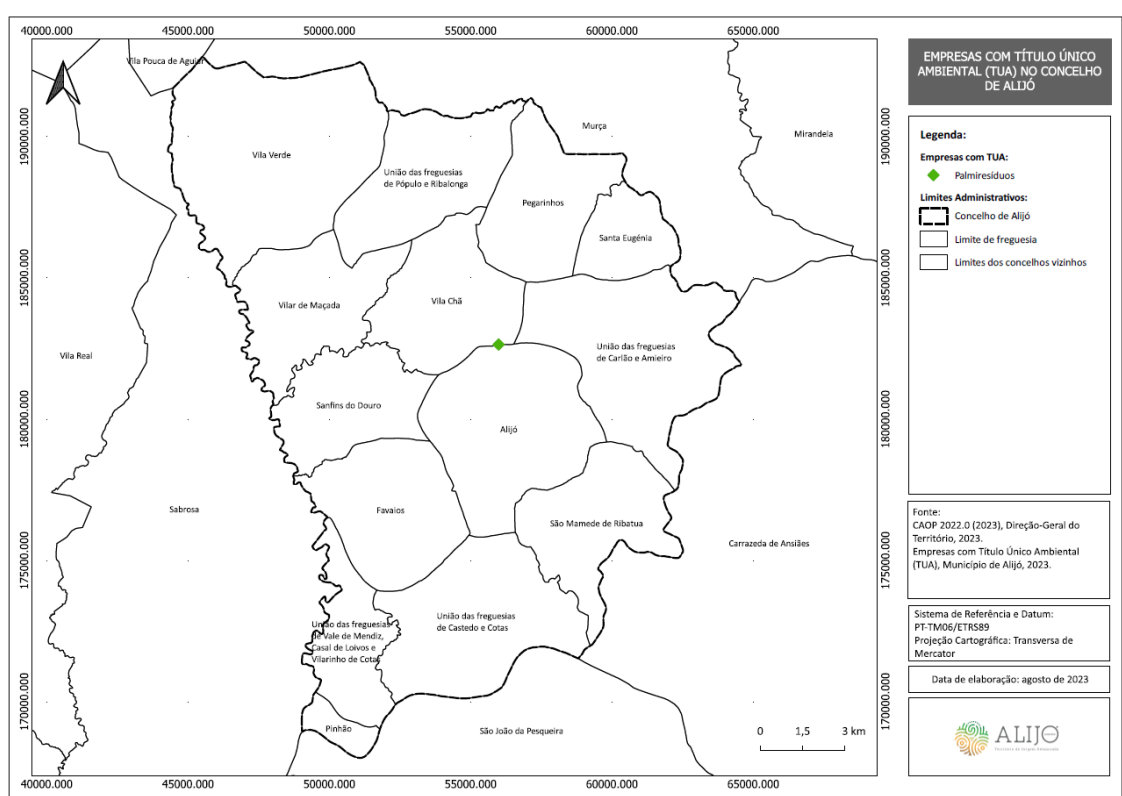 40000.000 45000.000 50000.000 55000.000 60000.000 65000.000
190000.000
185000.000
180000.000
175000.000
170000.000
Vila Pouca de Aguiar
Murça
Mirandela
Vila Verde
União das freguesias
de Pópulo e Ribalonga
Pegarinhos
Santa Eugénia
Vilar de Maçada
Vila Chã
Vila Real
União das freguesias
de Carlão e Amieiro
Sanfins do Douro
Alijó
Sabrosa
Favaios
São Mamede de Ribatua
Carrazeda de Ansiães
União das freguesias
de Castedo e Cotas
União das freguesias
de Vale de Mendiz,
Casal de Loivos e
Vilarinho de Cotas
Pinhão
São João da Pesqueira
0 1,5 3 km
190000.000
185000.000
180000.000
175000.000
170000.000
40000.000 45000.000 50000.000 55000.000 60000.000 65000.000
EMPRESAS COM TÍTULO ÚNICO
AMBIENTAL (TUA) NO CONCELHO
DE ALIJÓ
Legenda:
Empresas com TUA:
Palmiresíduos
Limites Administrativos:
Concelho de Alijó
Limite de freguesia
Limites dos concelhos vizinhos
Fonte:
CAOP 2022.0 (2023), Direção-Geral do
Território, 2023.
Empresas com Título Único Ambiental
(TUA), Município de Alijó, 2023.
Sistema de Referência e Datum:
PT-TM06/ETRS89
Projeção Cartográfica: Transversa de
Mercator
Data de elaboração: agosto de 2023
ALIJÓ